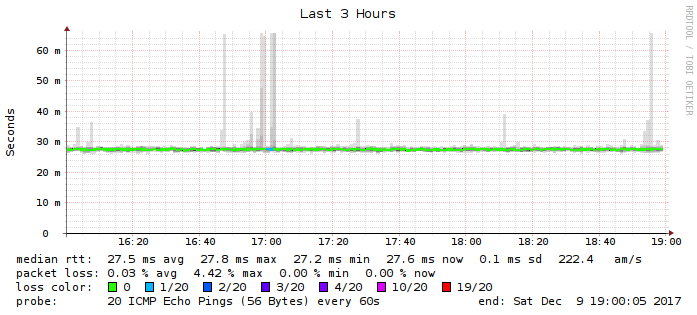 Last 3 Hours
RRDTOOL / TOBI OETIKER
Seconds
60 m
50 m
40 m
30 m
20 m
10 m
0
16:20 16:40 17:00 17:20 17:40 18:00 18:20 18:40 19:00
median rtt: 27.5 ms avg 27.8 ms max 27.2 ms min 27.6 ms now 0.1 ms sd 222.4 am/s
packet loss: 0.03 % avg 4.42 % max 0.00 % min 0.00 % now
loss color: 0 1/20 2/20 3/20 4/20 10/20 19/20
probe: 20 ICMP Echo Pings (56 Bytes) every 60s end: Sat Dec 9 19:00:05 2017